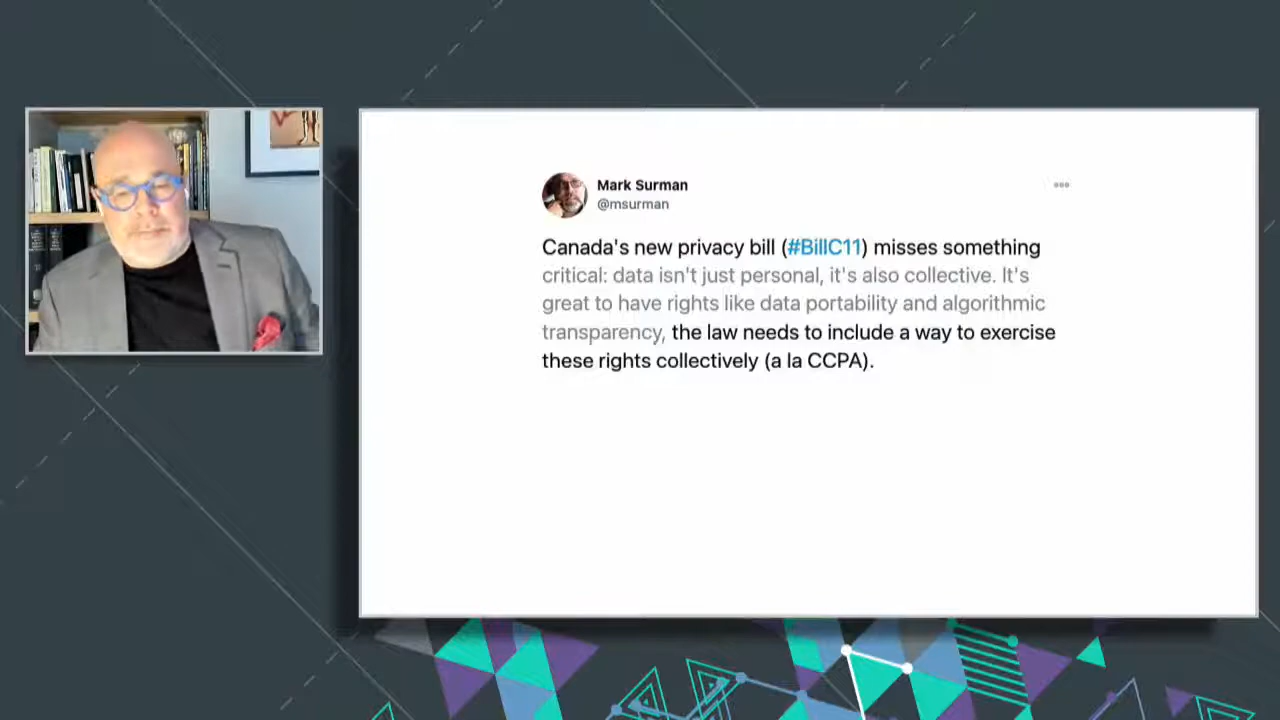 Mark Surman
@msurman
Canada's new privacy bill (#BillC11) misses something
critical: data isn't just personal, it's also collective. It's
great to have rights like data portability and algorithmic
transparency, the law needs to include a way to exercise
these rights collectively (a la CCPA).